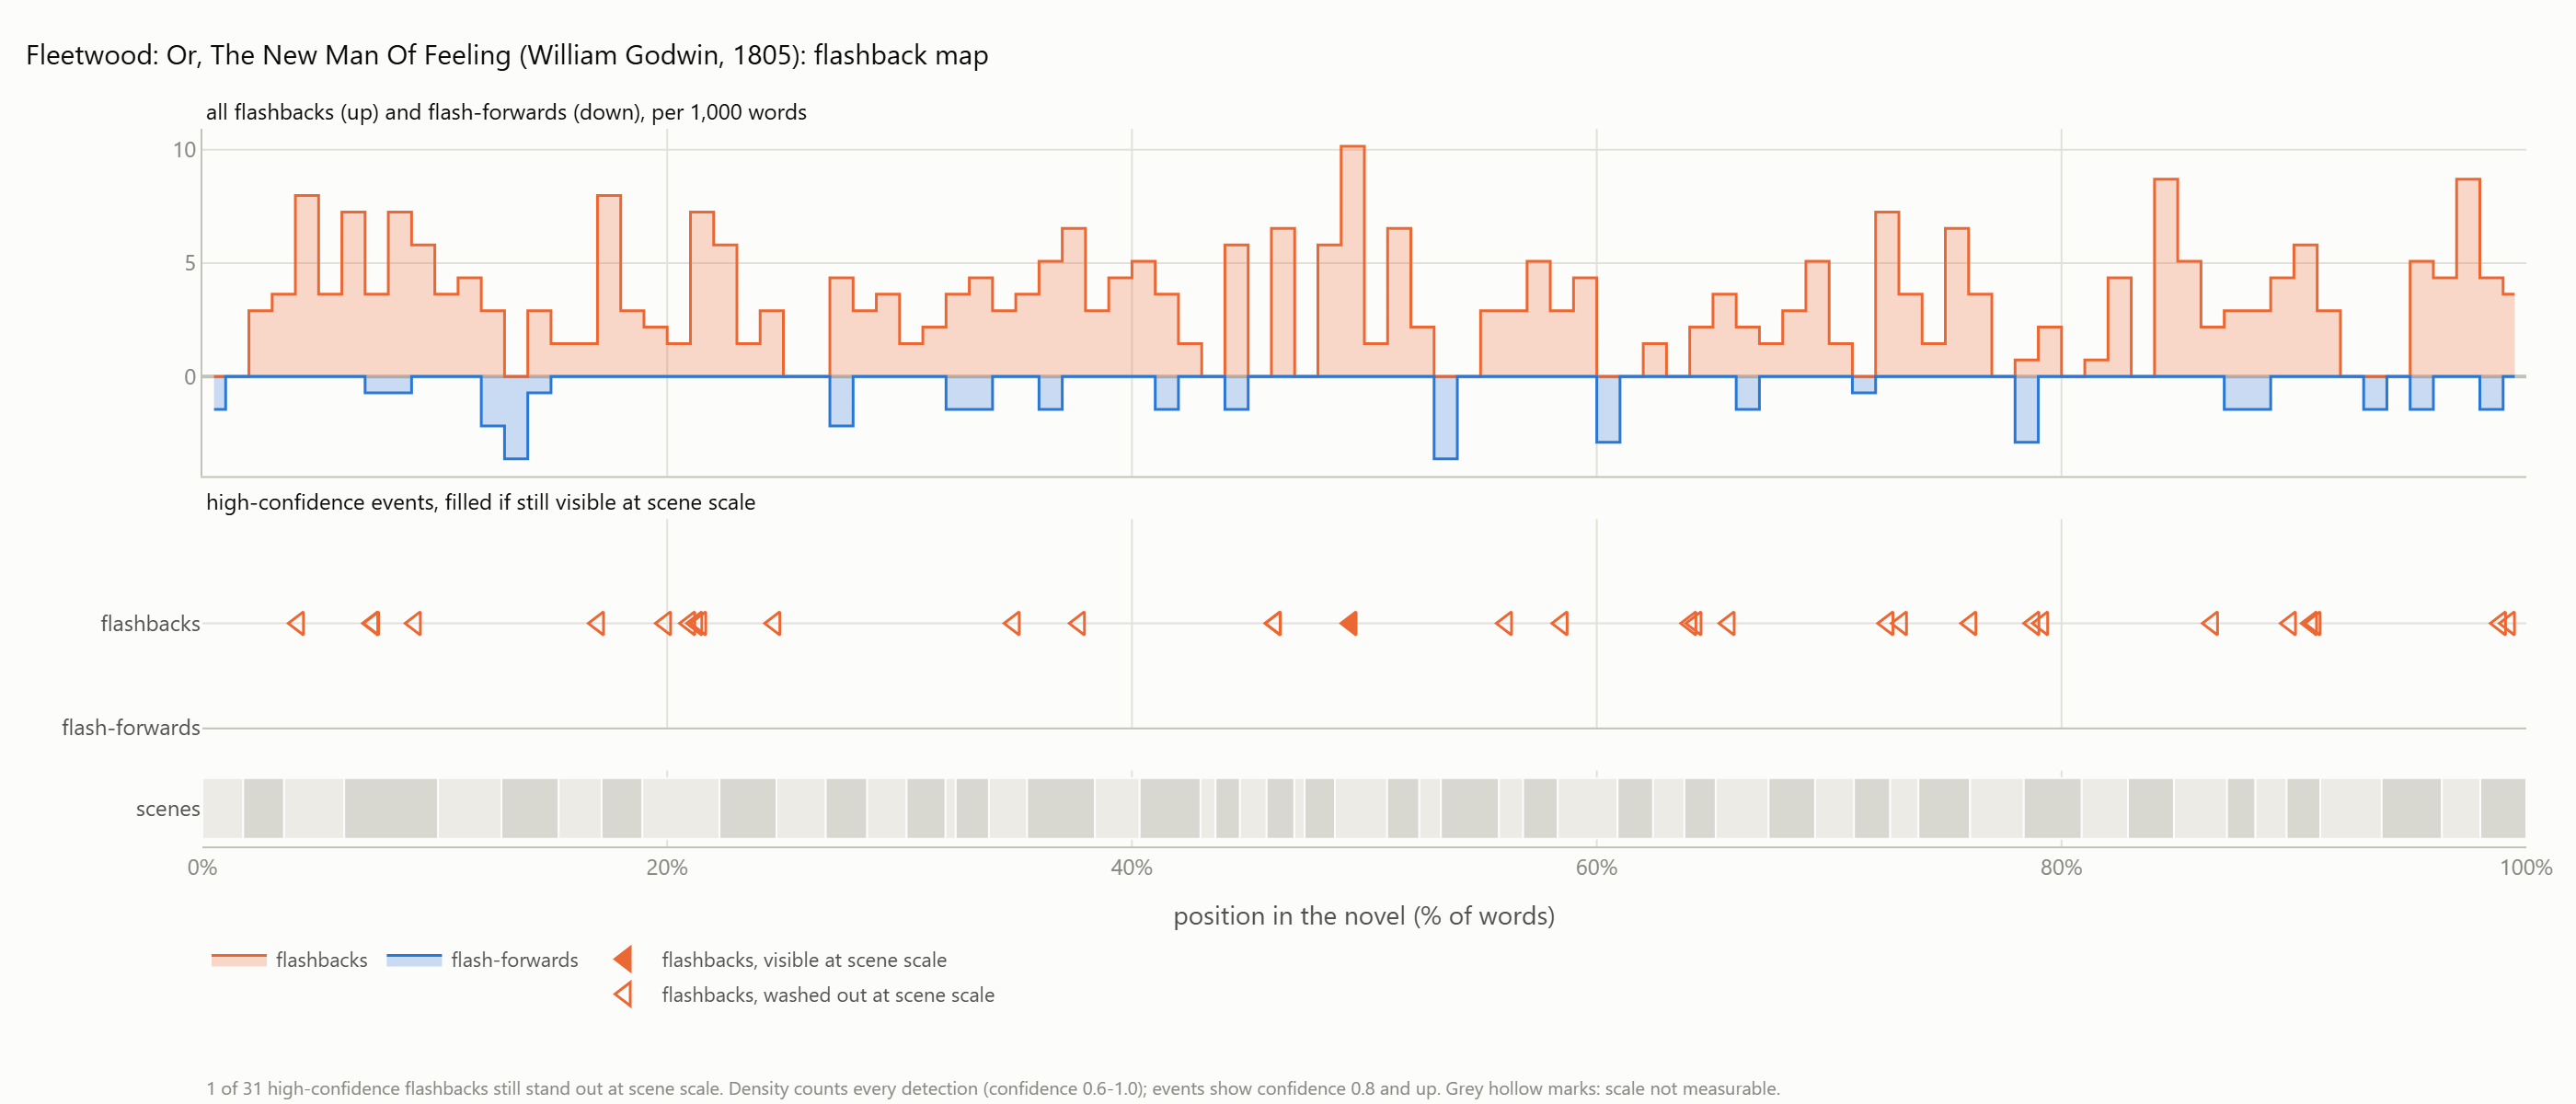 Fleetwood: Or, The New Man Of Feeling (William Godwin, 1805): flashback map
all flashbacks (up) and flash-forwards (down), per 1,000 words
10
5
0
high-confidence events, filled if still visible at scene scale
flashbacks
flash-forwards
scenes
0% 20% 40% 60% 80% 100%
position in the novel (% of words)
flashbacks flash-forwards flashbacks, visible at scene scale
flashbacks, washed out at scene scale
1 of 31 high-confidence flashbacks still stand out at scene scale. Density counts every detection (confidence 0.6-1.0); events show confidence 0.8 and up. Grey hollow marks: scale not measurable.